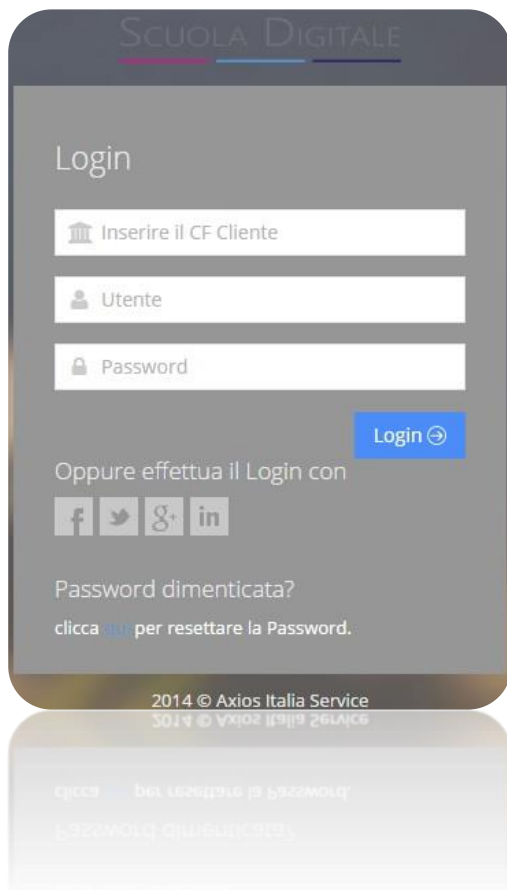 SCUOLA DIGITALE
Login
Inserire il CF Cliente
Utente
Password
Login
Oppure effettua il Login con
f g+ in
Password dimenticata?
clicca qui per resettare la Password.
2014 © Axios Italia Service